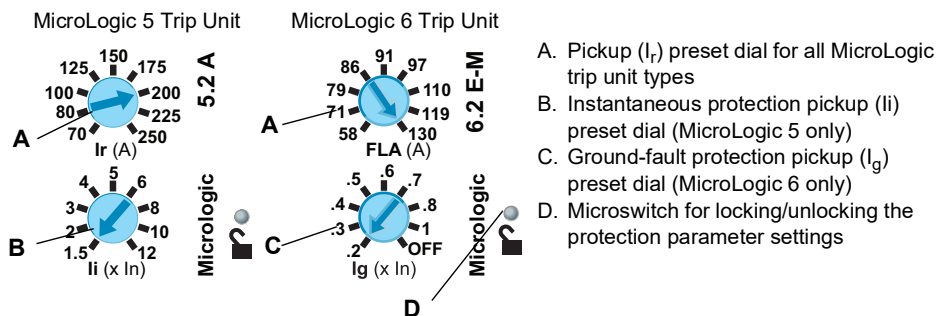 MicroLogic 5 Trip Unit
MicroLogic 6 Trip Unit
150
125 175
100 200
80 225
70 250
Ir (A)
5.2 A
A
5
4 6
3 8
2 10
1.5 12
Ii (x In)
Micrologic
B
91
86 97
79 110
71 119
58 130
FLA (A)
6.2 E-M
A
.6
.5 .7
.4 .8
.3 1
.2 OFF
Ig (x In)
Micrologic
C
D
A. Pickup (Ir) preset dial for all MicroLogic
trip unit types
B. Instantaneous protection pickup (Ii)
preset dial (MicroLogic 5 only)
C. Ground-fault protection pickup (Ig)
preset dial (MicroLogic 6 only)
D. Microswitch for locking/unlocking the
protection parameter settings